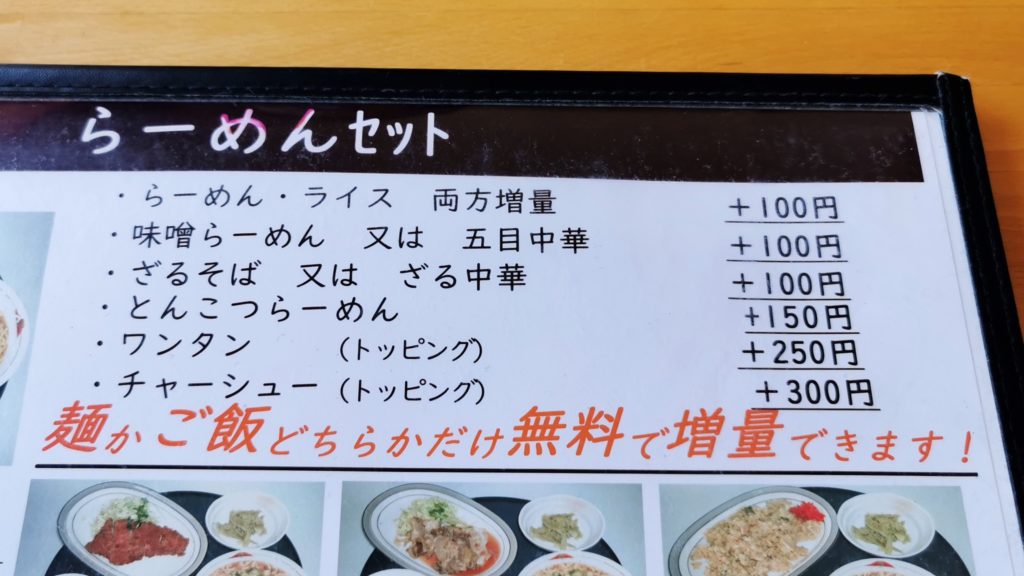 らーめんセット
・らーめん・ライス 両方増量 +100円
・味噌らーめん 又は 五目中華 +100円
・ざるそば 又は ざる中華 +100円
・とんこつらーめん +150円
・ワンタン (トッピング) +250円
・チャーシュー (トッピング) +300円
麺かご飯どちらかだけ無料で増量できます!